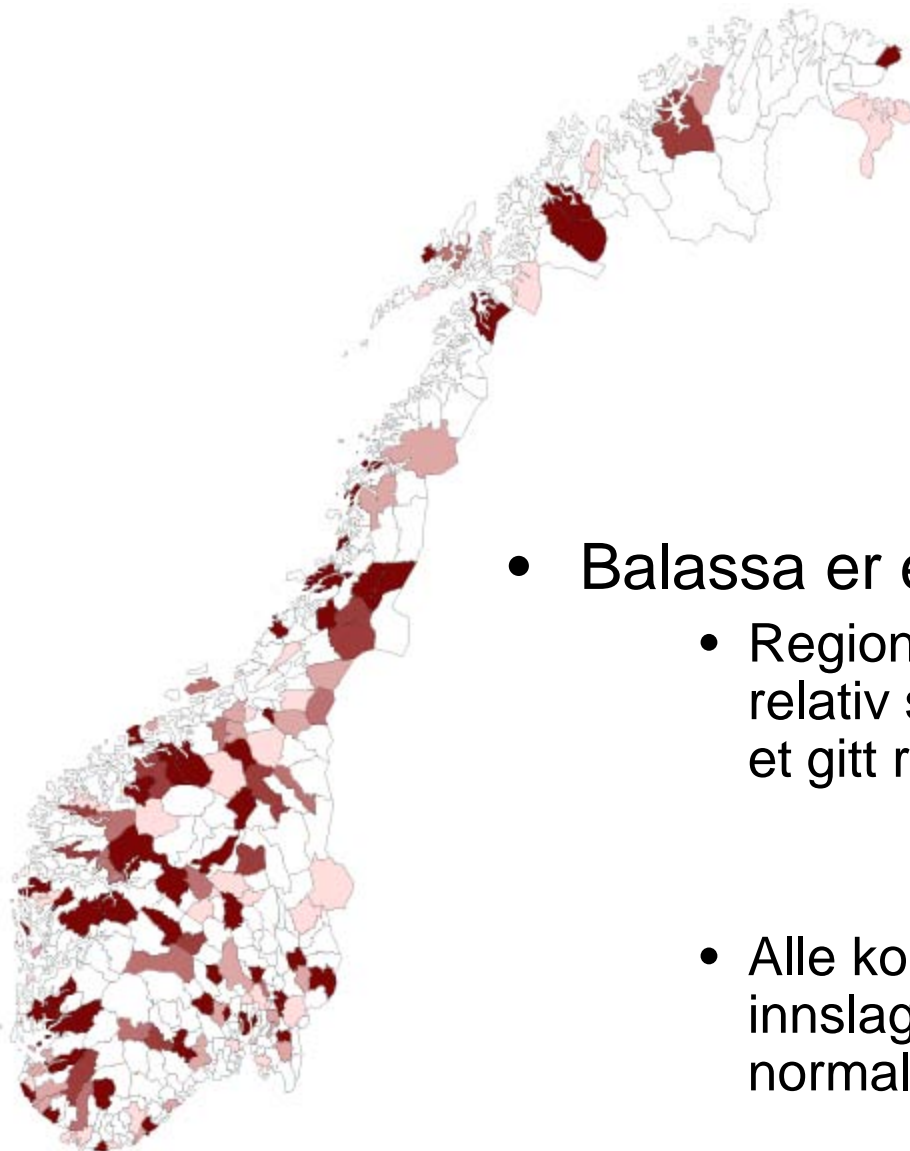 • Balassa er e
• Region
relativ s
et gitt r
• Alle ko
innslag
normal